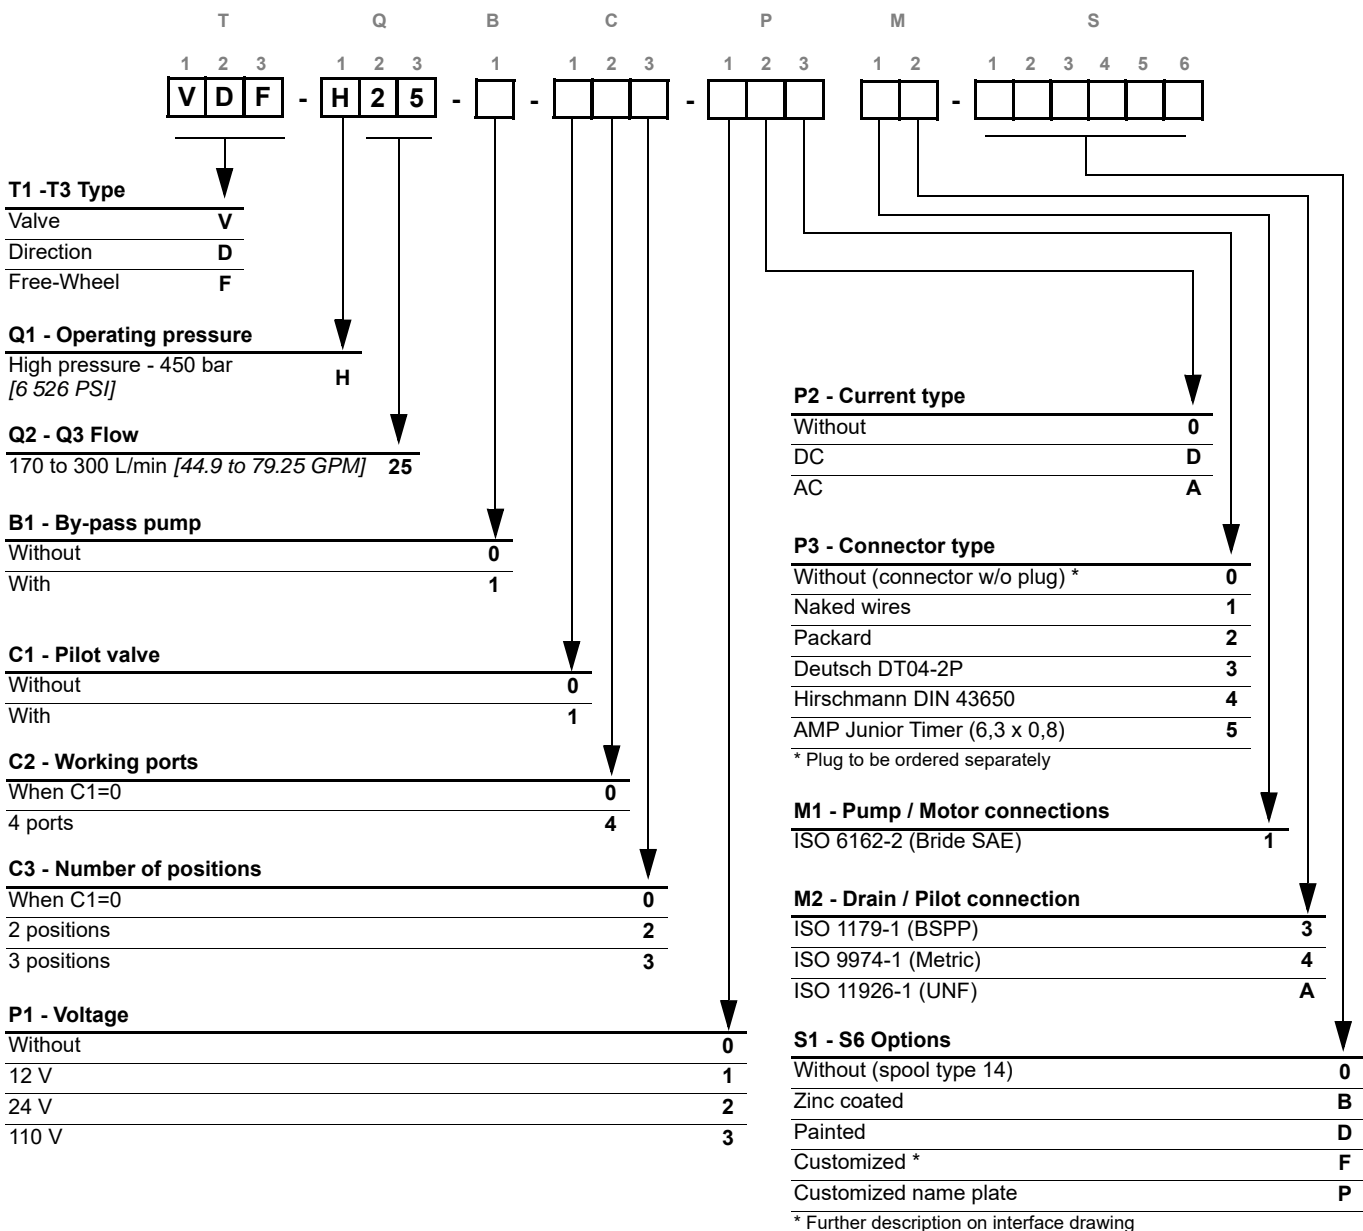 T Q B C P M S
1 2 3 1 2 3 1 1 2 3 1 2 3 1 2 1 2 3 4 5 6
V D F - H 2 5 - - - -
T1 -T3 Type
Valve V
Direction D
Free-Wheel F
Q1 - Operating pressure
High pressure - 450 bar
[6 526 PSI] H
Q2 - Q3 Flow
170 to 300 L/min [44.9 to 79.25 GPM] 25
B1 - By-pass pump
Without 0
With 1
C1 - Pilot valve
Without 0
With 1
C2 - Working ports
When C1=0 0
4 ports 4
C3 - Number of positions
When C1=0 0
2 positions 2
3 positions 3
P1 - Voltage
Without 0
12 V 1
24 V 2
110 V 3
P2 - Current type
Without 0
DC D
AC A
P3 - Connector type
Without (connector w/o plug) * 0
Naked wires 1
Packard 2
Deutsch DT04-2P 3
Hirschmann DIN 43650 4
AMP Junior Timer (6,3 x 0,8) 5
* Plug to be ordered separately
M1 - Pump / Motor connections
ISO 6162-2 (Bride SAE) 1
M2 - Drain / Pilot connection
ISO 1179-1 (BSPP) 3
ISO 9974-1 (Metric) 4
ISO 11926-1 (UNF) A
S1 - S6 Options
Without (spool type 14) 0
Zinc coated B
Painted D
Customized * F
Customized name plate P
* Further description on interface drawing